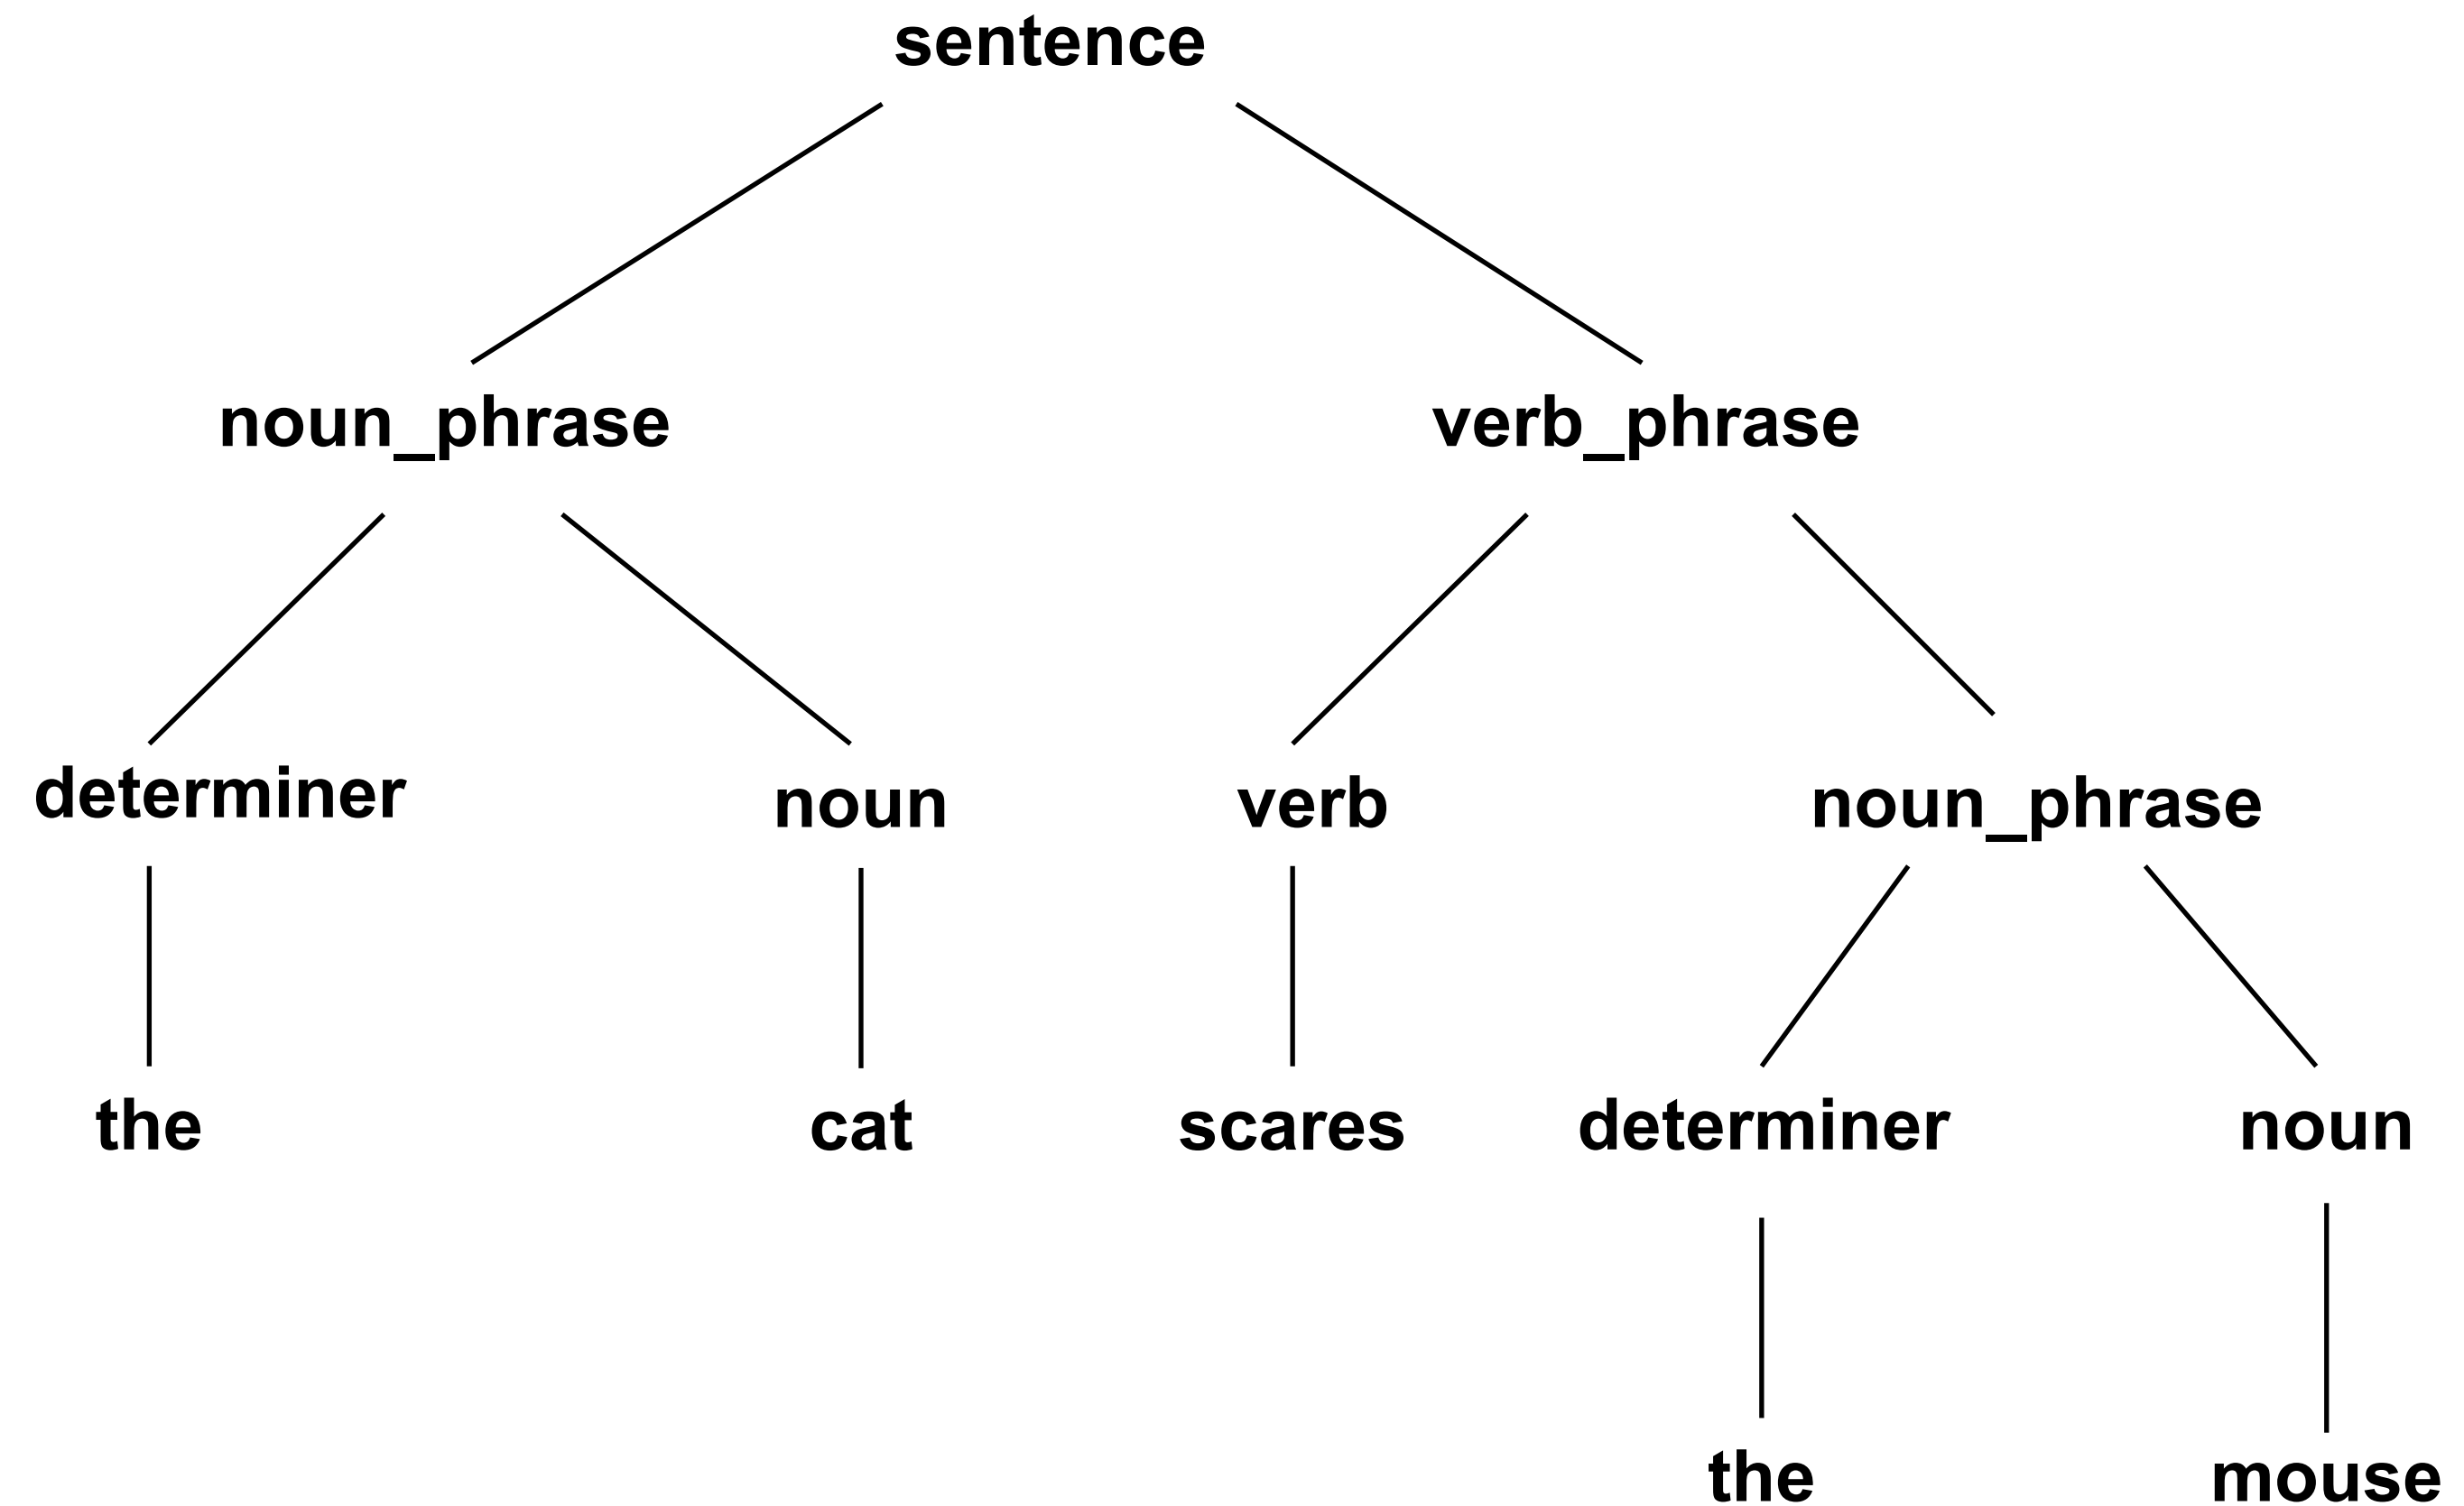 sentence
noun_phrase verb_phrase
determiner noun verb noun_phrase
the cat scares determiner noun
the mouse